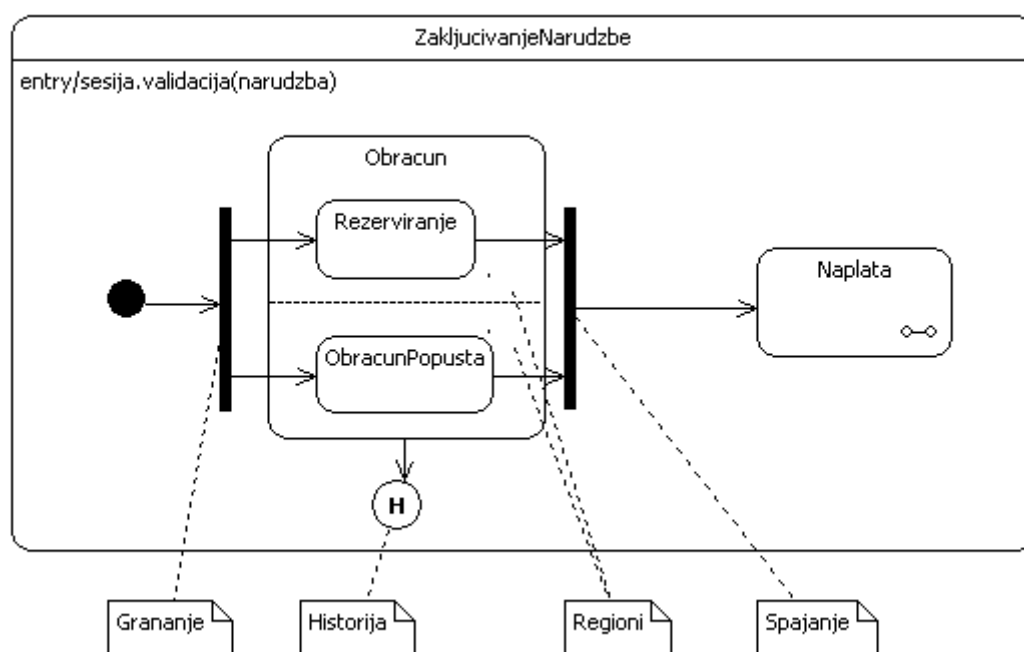 ZakljucivanjeNarudzbe
entry/sesija.validacija(narudzba)
Obracun
Rezerviranje
Naplata
ObracunPopusta
H
Grananje
Historija
Regioni
Spajanje